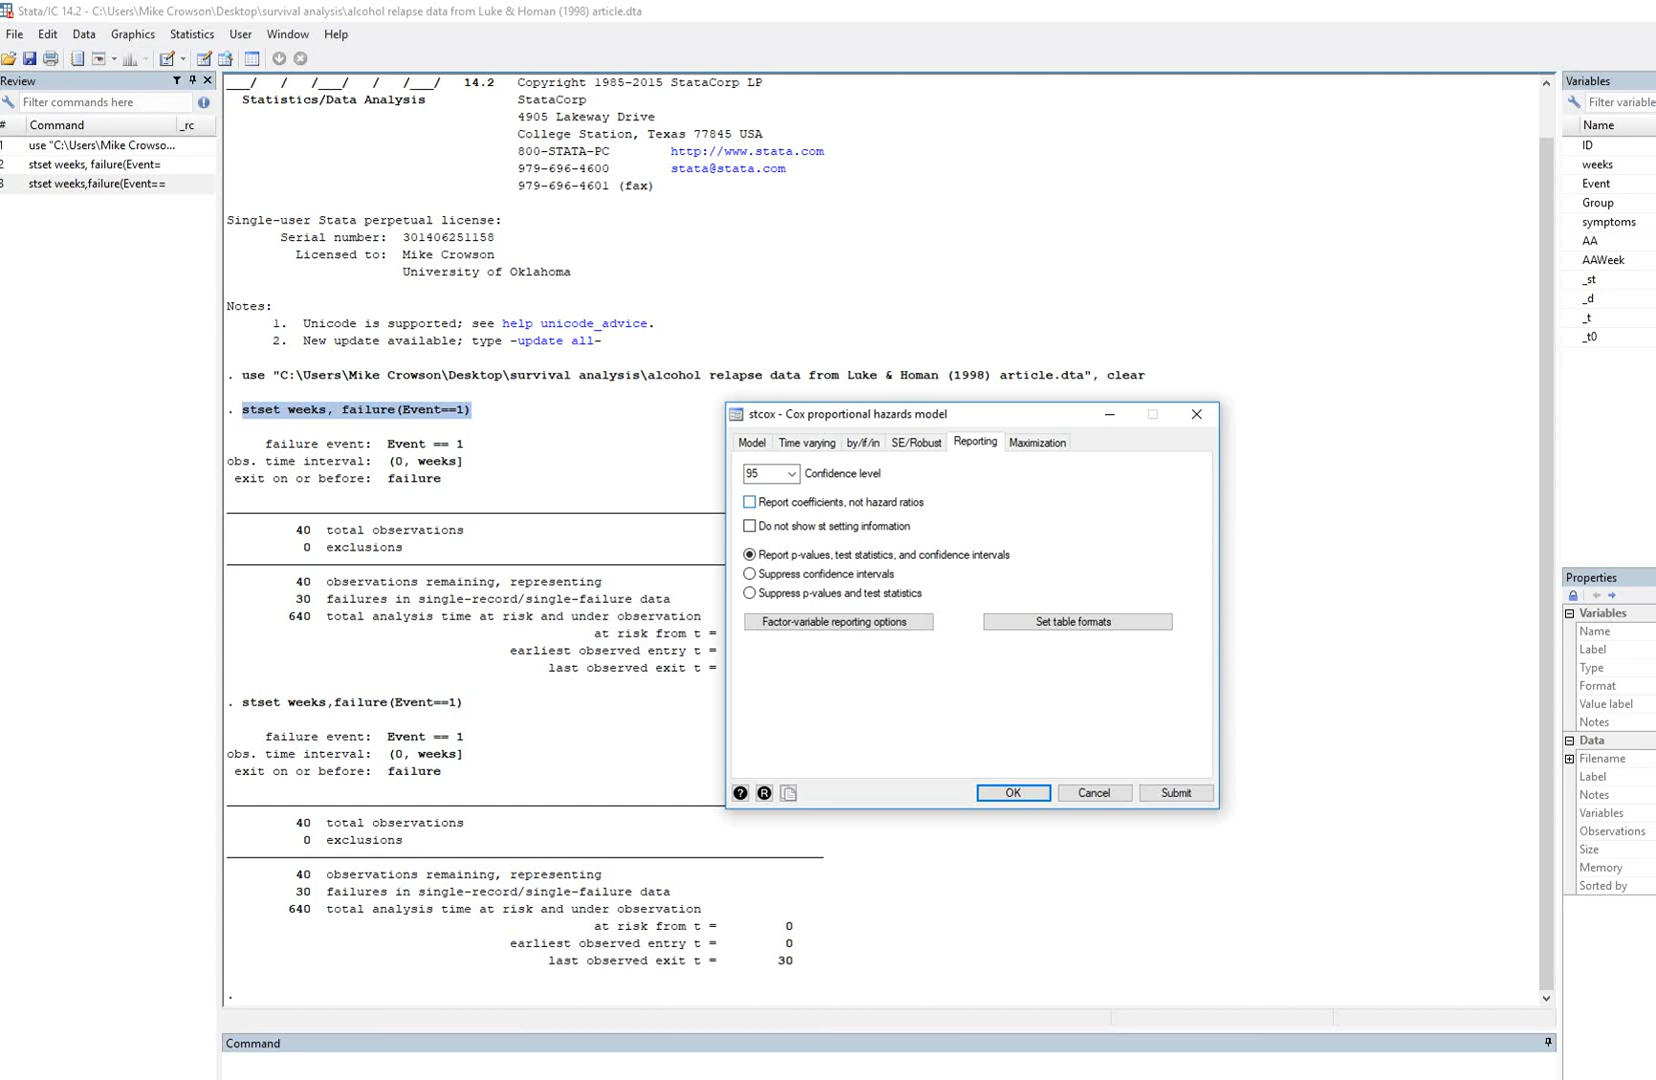 Stata/IC 14.2 - C:\Users\Mike Crowson\Desktop\survival analysis\alcohol relapse data from Luke & Homan (1998) article.dta
File Edit Data Graphics Statistics User Window Help
Review
Filter commands here
# Command _rc
1 use "C:\Users\Mike Crowso...
2 stset weeks, failure(Event=
3 stset weeks,failure(Event==
___/ / /___/ / /___/ 14.2 Copyright 1985-2015 StataCorp LP
Statistics/Data Analysis StataCorp
4905 Lakeway Drive
College Station, Texas 77845 USA
800-STATA-PC http://www.stata.com
979-696-4600 stata@stata.com
979-696-4601 (fax)
Single-user Stata perpetual license:
Serial number: 301406251158
Licensed to: Mike Crowson
University of Oklahoma
Notes:
1. Unicode is supported; see help unicode_advice.
2. New update available; type -update all-
. use "C:\Users\Mike Crowson\Desktop\survival analysis\alcohol relapse data from Luke & Homan (1998) article.dta", clear
. stset weeks, failure(Event==1)
failure event: Event == 1
obs. time interval: (0, weeks]
exit on or before: failure
40 total observations
0 exclusions
40 observations remaining, representing
30 failures in single-record/single-failure data
640 total analysis time at risk and under observation
at risk from t =
earliest observed entry t =
last observed exit t =
. stset weeks,failure(Event==1)
failure event: Event == 1
obs. time interval: (0, weeks]
exit on or before: failure
40 total observations
0 exclusions
40 observations remaining, representing
30 failures in single-record/single-failure data
640 total analysis time at risk and under observation
at risk from t = 0
earliest observed entry t = 0
last observed exit t = 30
.
Command
stcox - Cox proportional hazards model
Model Time varying by/if/in SE/Robust Reporting Maximization
95 Confidence level
Report coefficients, not hazard ratios
Do not show st setting information
Report p-values, test statistics, and confidence intervals
Suppress confidence intervals
Suppress p-values and test statistics
Factor-variable reporting options Set table formats
? R OK Cancel Submit
Variables
Filter variable
Name
ID
weeks
Event
Group
symptoms
AA
AAWeek
_st
_d
_t
_t0
Properties
Variables
Name
Label
Type
Format
Value label
Notes
Data
Filename
Label
Notes
Variables
Observations
Size
Memory
Sorted by